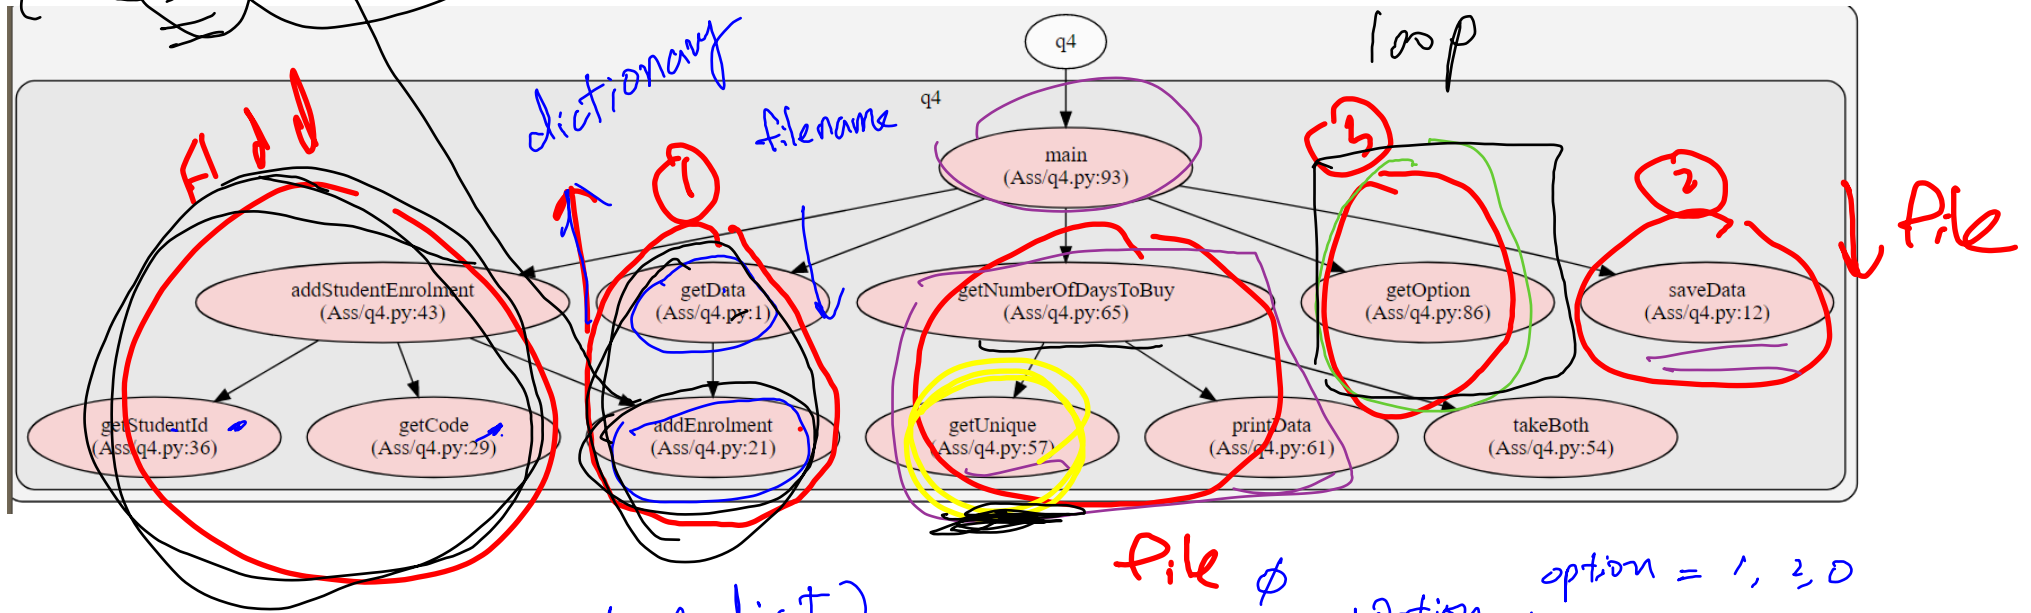 q4
loop
q4
dictionary
filename
Add
1
3
2
file
main
(Ass/q4.py:93)
addStudentEnrolment
(Ass/q4.py:43)
getData
(Ass/q4.py:1)
getNumberOfDaysToBuy
(Ass/q4.py:65)
getOption
(Ass/q4.py:86)
saveData
(Ass/q4.py:12)
getStudentId
(Ass/q4.py:36)
getCode
(Ass/q4.py:29)
addEnrolment
(Ass/q4.py:21)
getUnique
(Ass/q4.py:57)
printData
(Ass/q4.py:61)
takeBoth
(Ass/q4.py:54)
file
option = 1, 2, 0